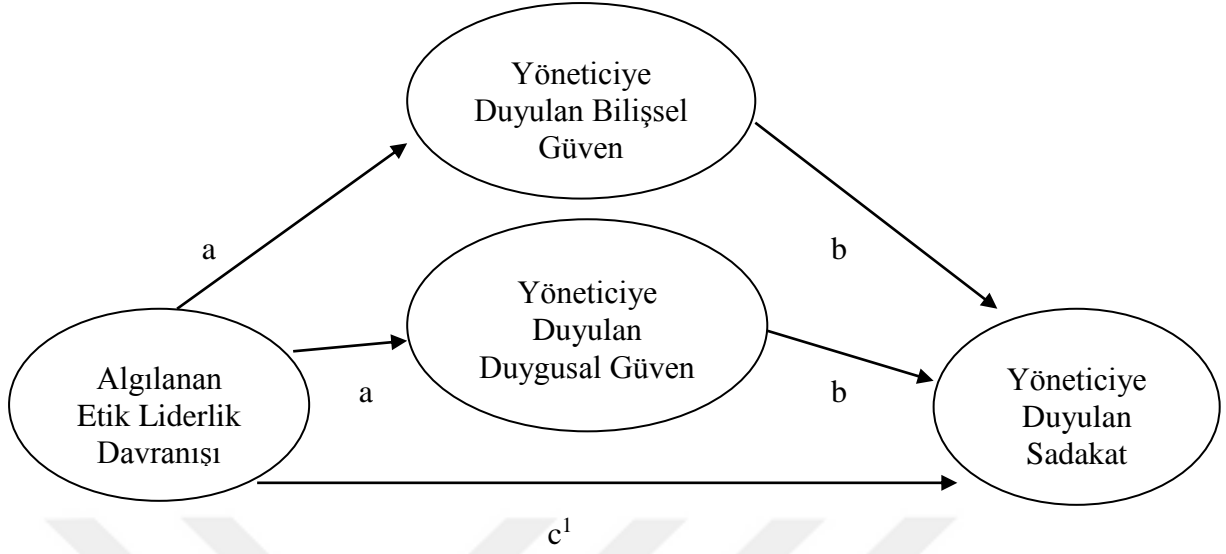 Yöneticiye
Duyulan Bilişsel
Güven
a
b
Yöneticiye
Duyulan
Duygusal Güven
a
b
Algılanan
Etik Liderlik
Davranışı
Yöneticiye
Duyulan
Sadakat
c¹